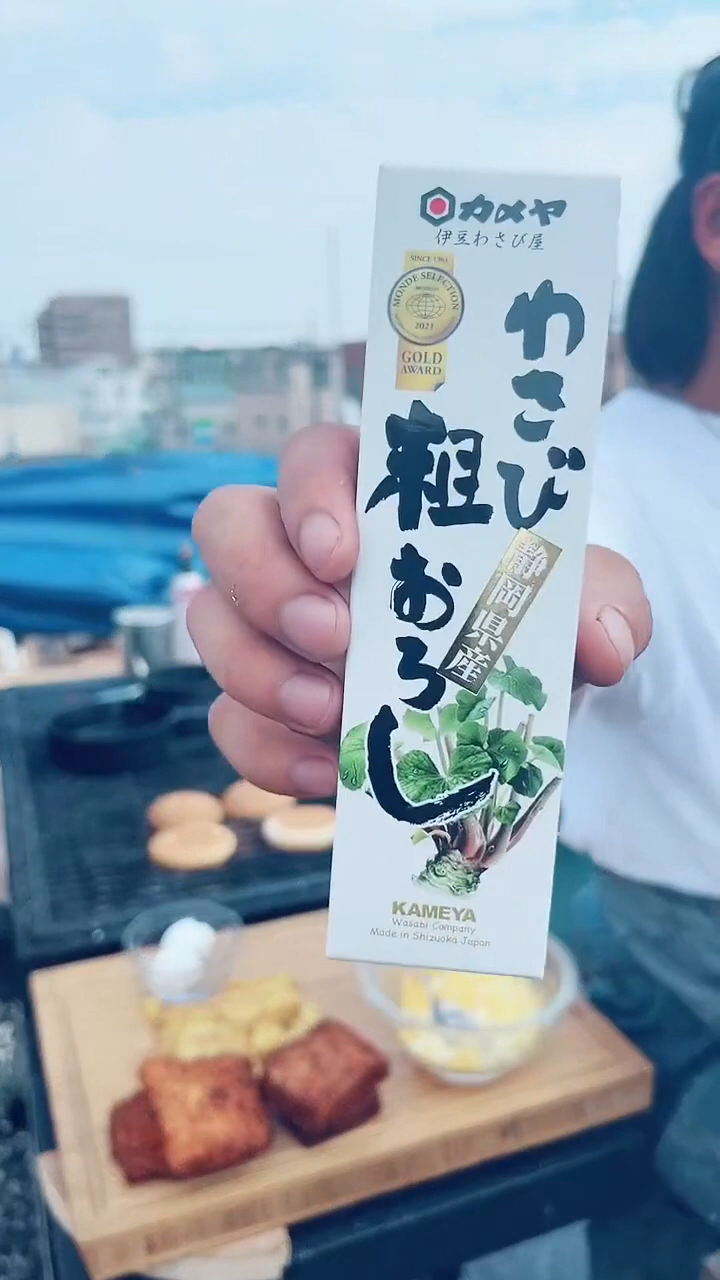 カメヤ
伊豆わさび屋
SINCE 1961
MONDE SELECTION
2021
GOLD
AWARD
わさび
粗おろし
静岡県産
KAMEYA
Wasabi Company
Made in Shizuoka Japan